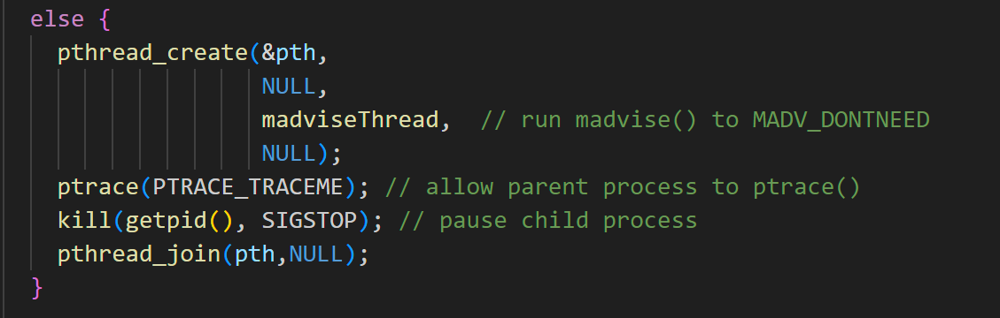 else {
pthread_create(&pth,
NULL,
madviseThread,  // run madvise() to MADV_DONTNEED
NULL);
ptrace(PTRACE_TRACEME); // allow parent process to ptrace()
kill(getpid(), SIGSTOP); // pause child process
pthread_join(pth,NULL);
}